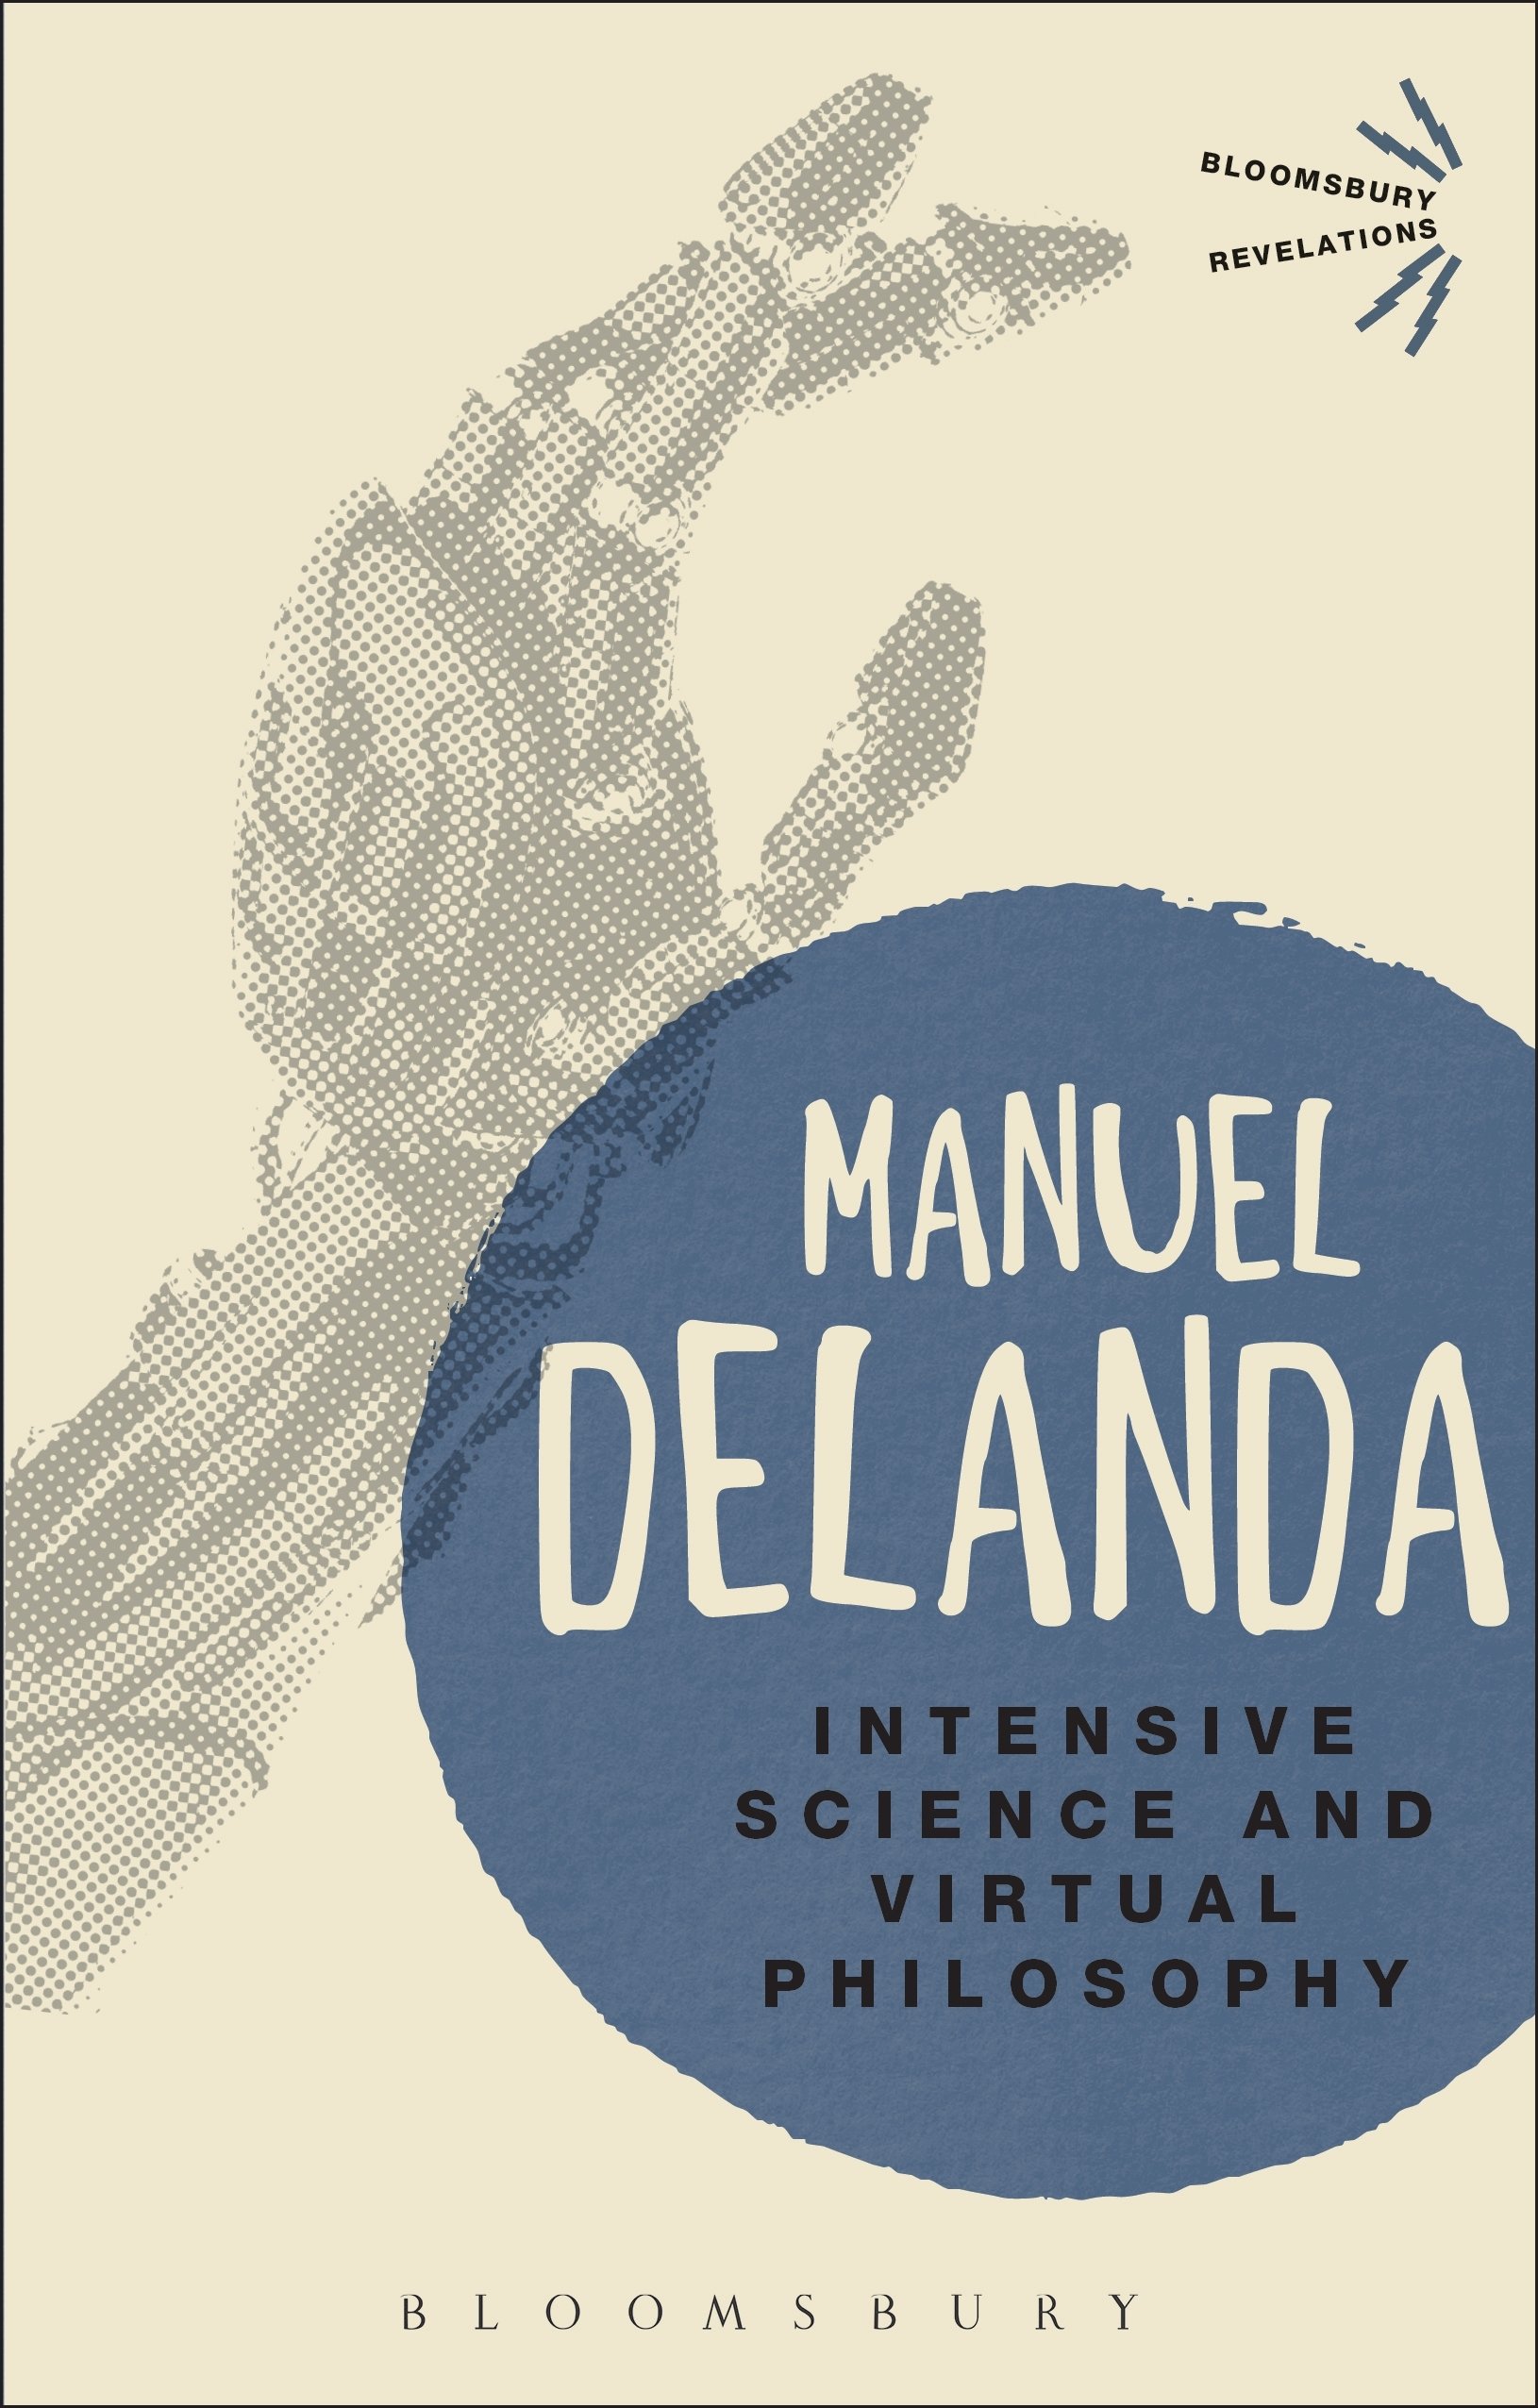 BLOOMSBURY
REVELATIONS
MANUEL
DELANDA
INTENSIVE
SCIENCE AND
VIRTUAL
PHILOSOPHY
BLOOMSBURY